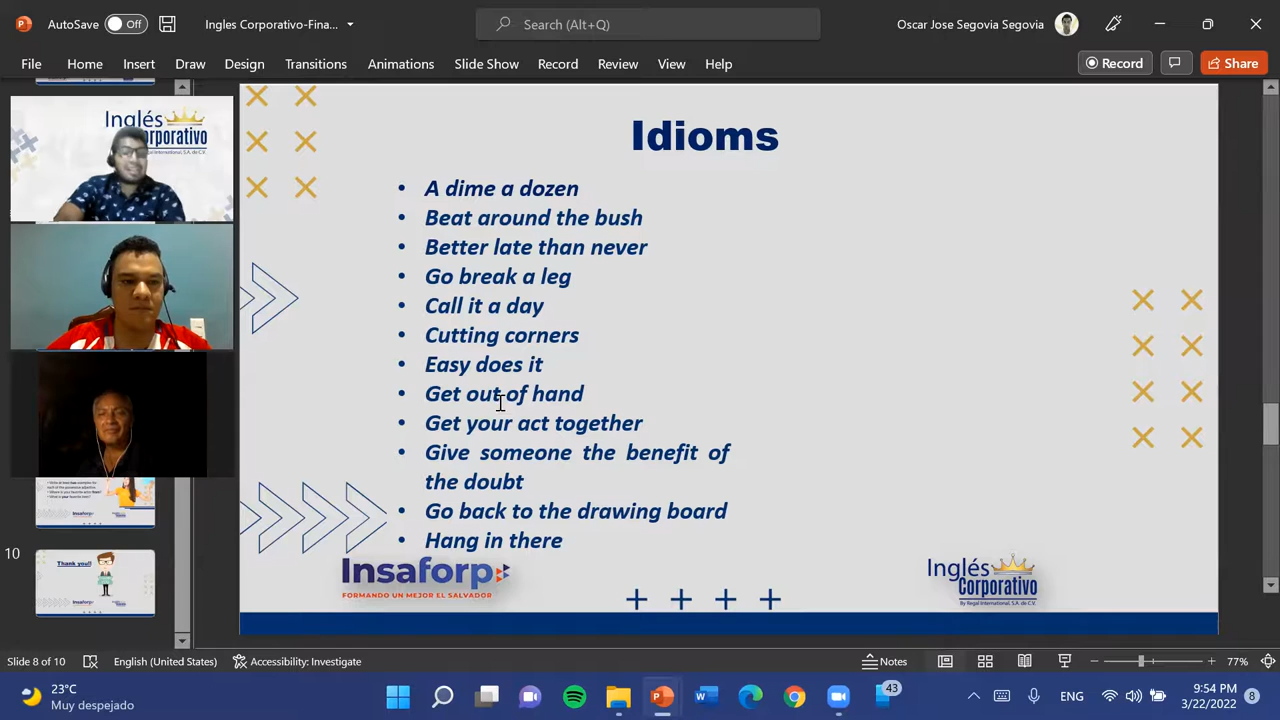 AutoSave
Off
Ingles Corporativo-Fina...
Search (Alt+Q)
Oscar Jose Segovia Segovia
File
Home
Insert
Draw
Design
Transitions
Animations
Slide Show
Record
Review
View
Help
Record
Share
Inglés
Corporativo
Idioms
• A dime a dozen
• Beat around the bush
• Better late than never
• Go break a leg
• Call it a day
• Cutting corners
• Easy does it
• Get out of hand
• Get your act together
• Give someone the benefit of
the doubt
• Go back to the drawing board
• Hang in there
Insaforp
FORMANDO UN MEJOR EL SALVADOR
Inglés
Corporativo
By Regal International, S.A. de C.V.
10
Thank you!
Slide 8 of 10
English (United States)
Accessibility: Investigate
Notes
77%
23°C
Muy despejado
43
ENG
9:54 PM
3/22/2022
8